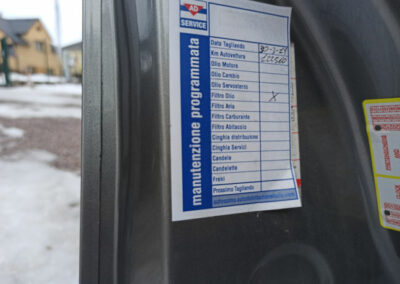 AD
SERVICE
manutenzione programmata
Data Tagliando
Km Autovettura
Olio Motore
Olio Cambio
Olio Servosterzo
Filtro Olio X
Filtro Aria
Filtro Carburante
Filtro Abitacolo
Cinghia distribuzione
Cinghia Servizi
Candele
Candelette
Freni
Prossimo Tagliando